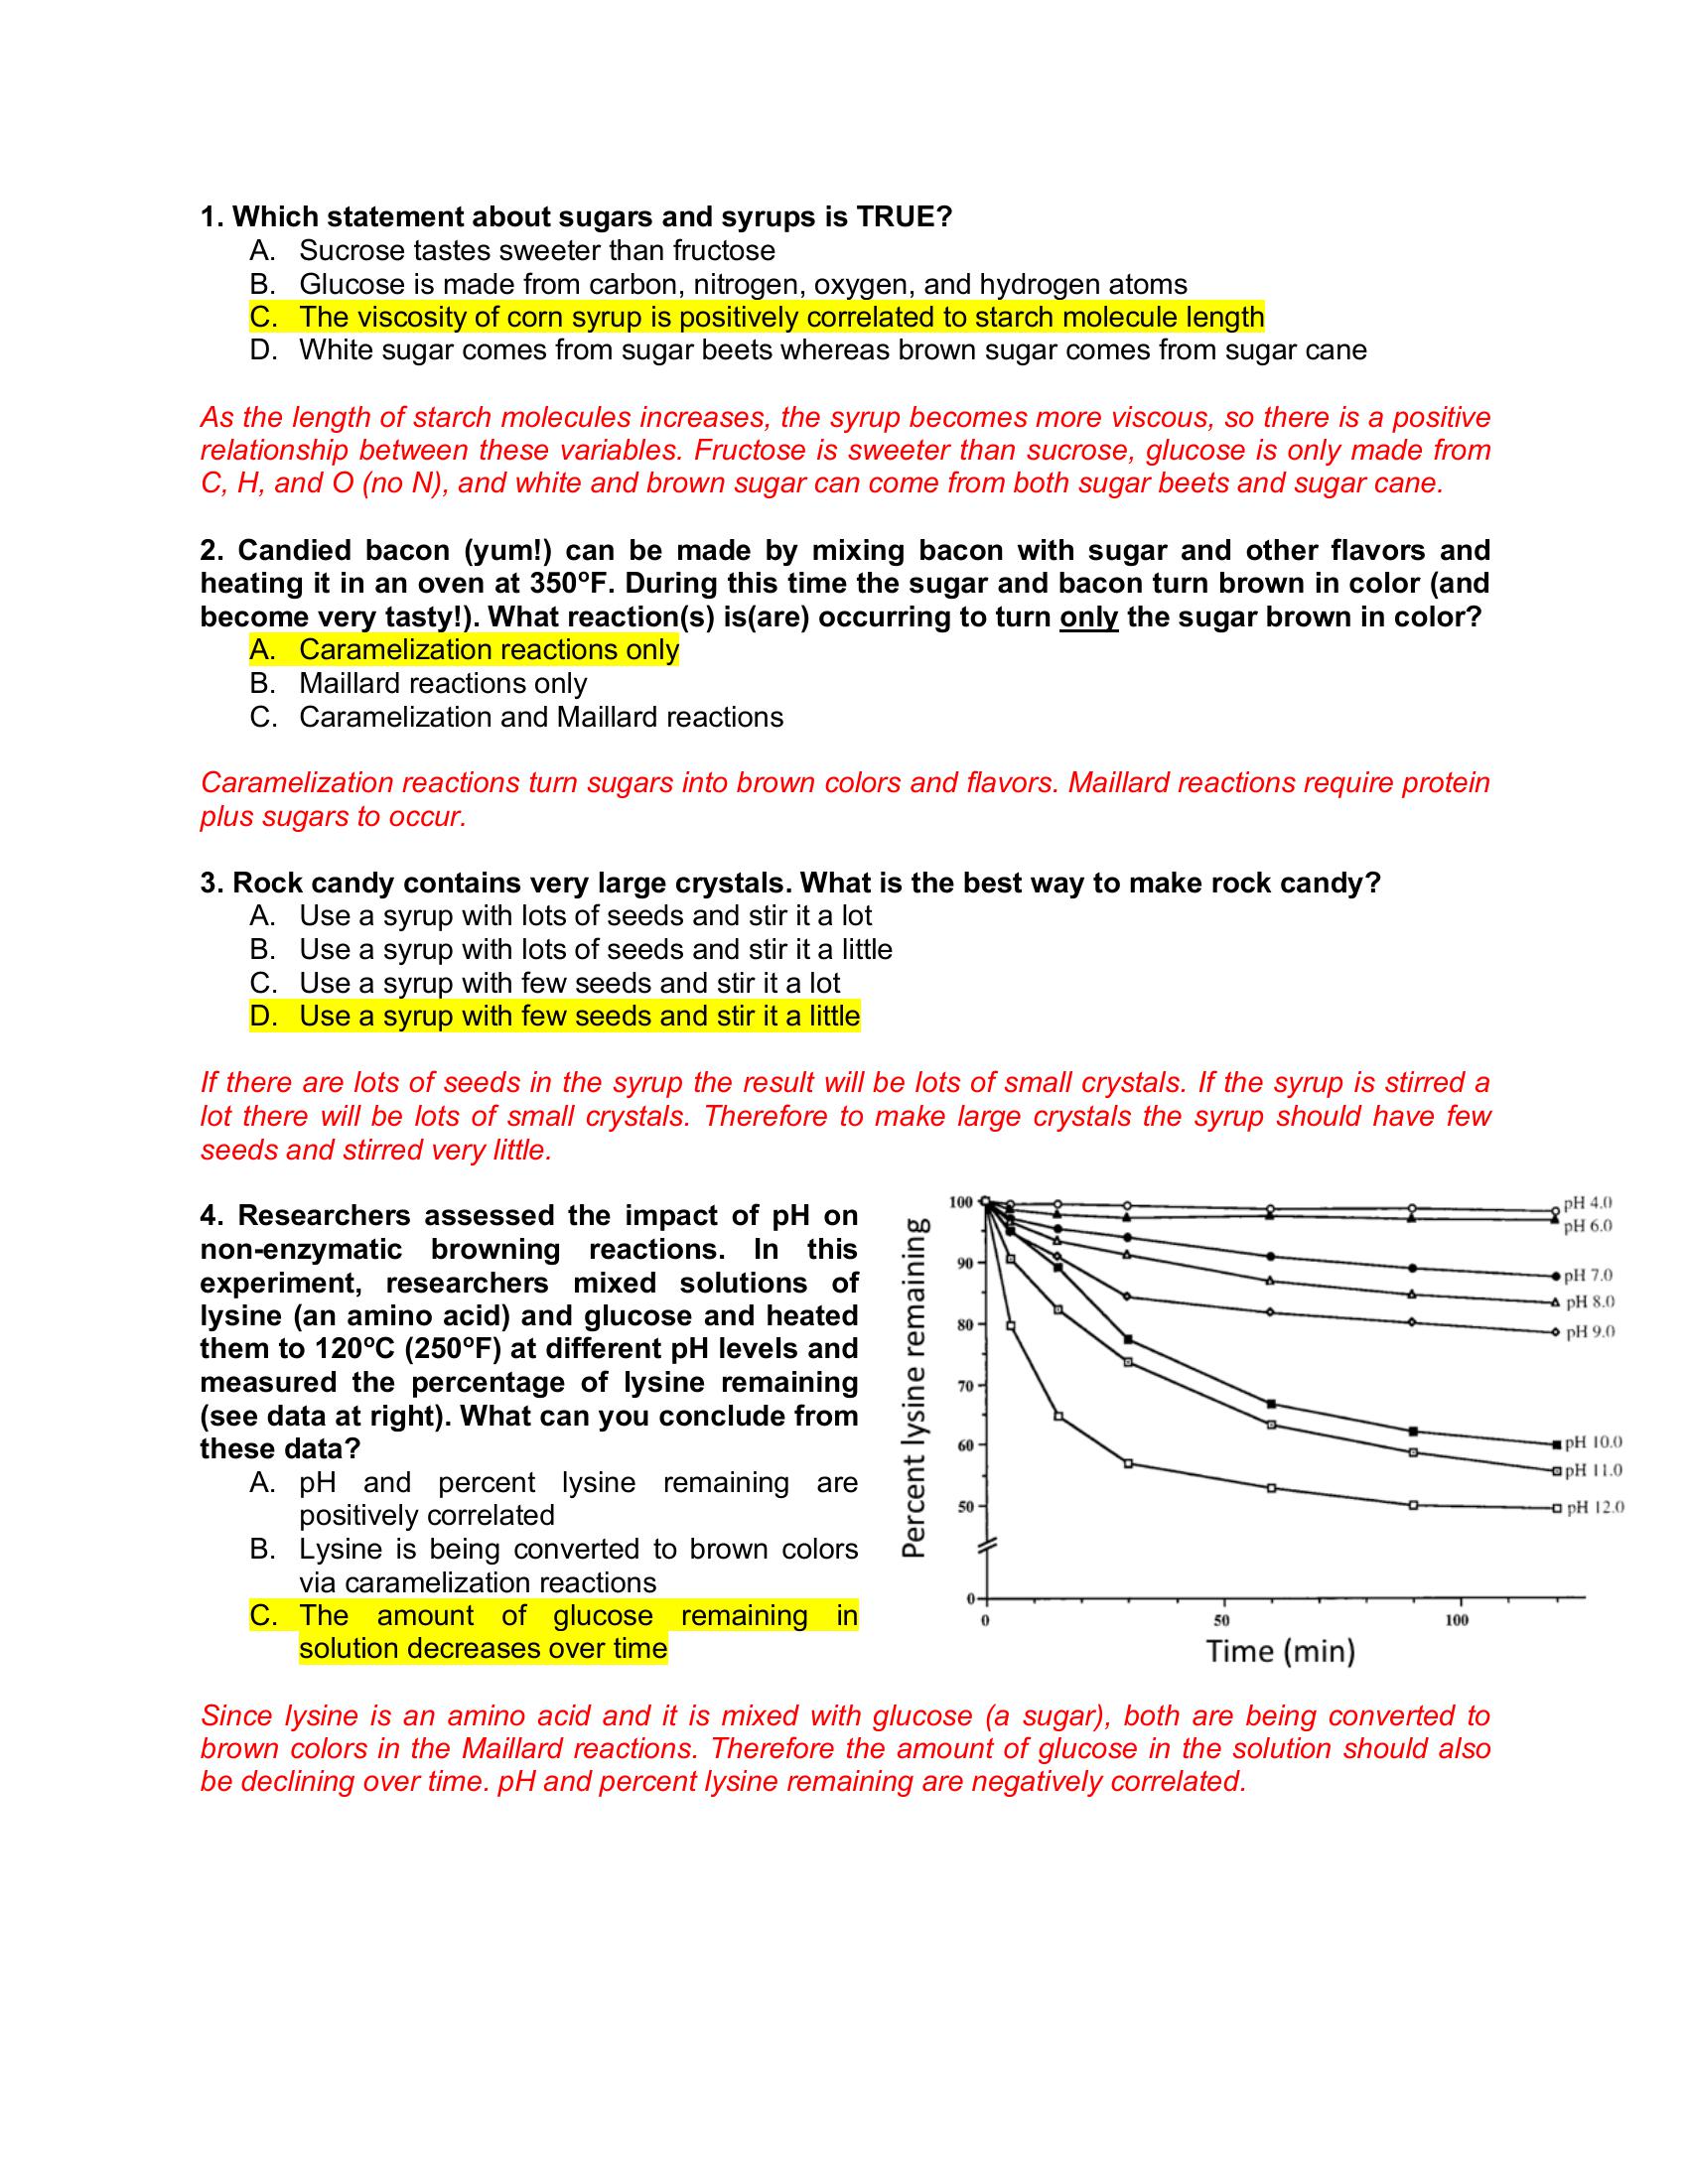 1. Which statement about sugars and syrups is TRUE?
A. Sucrose tastes sweeter than fructose
B. Glucose is made from carbon, nitrogen, oxygen, and hydrogen atoms
C. The viscosity of corn syrup is positively correlated to starch molecule length
D. White sugar comes from sugar beets whereas brown sugar comes from sugar cane
As the length of starch molecules increases, the syrup becomes more viscous, so there is a positive
relationship between these variables. Fructose is sweeter than sucrose, glucose is only made from
C, H, and O (no N), and white and brown sugar can come from both sugar beets and sugar cane.
2. Candied bacon (yum!) can be made by mixing bacon with sugar and other flavors and
heating it in an oven at 350ºF. During this time the sugar and bacon turn brown in color (and
become very tasty!). What reaction(s) is(are) occurring to turn only the sugar brown in color?
A. Caramelization reactions only
B. Maillard reactions only
C. Caramelization and Maillard reactions
Caramelization reactions turn sugars into brown colors and flavors. Maillard reactions require protein
plus sugars to occur.
3. Rock candy contains very large crystals. What is the best way to make rock candy?
A. Use a syrup with lots of seeds and stir it a lot
B. Use a syrup with lots of seeds and stir it a little
C. Use a syrup with few seeds and stir it a lot
D. Use a syrup with few seeds and stir it a little
If there are lots of seeds in the syrup the result will be lots of small crystals. If the syrup is stirred a
lot there will be lots of small crystals. Therefore to make large crystals the syrup should have few
seeds and stirred very little.
4. Researchers assessed the impact of pH on
non-enzymatic browning reactions. In this
experiment, researchers mixed solutions of
lysine (an amino acid) and glucose and heated
them to 120ºC (250ºF) at different pH levels and
measured the percentage of lysine remaining
(see data at right). What can you conclude from
these data?
A. pH and percent lysine remaining are
positively correlated
B. Lysine is being converted to brown colors
via caramelization reactions
C. The amount of glucose remaining in
solution decreases over time
Percent lysine remaining
100
90
80
70
60
50
0
pH 4.0
pH 6.0
pH 7.0
pH 8.0
pH 9.0
pH 10.0
pH 11.0
pH 12.0
0 50 100
Time (min)
Since lysine is an amino acid and it is mixed with glucose (a sugar), both are being converted to
brown colors in the Maillard reactions. Therefore the amount of glucose in the solution should also
be declining over time. pH and percent lysine remaining are negatively correlated.